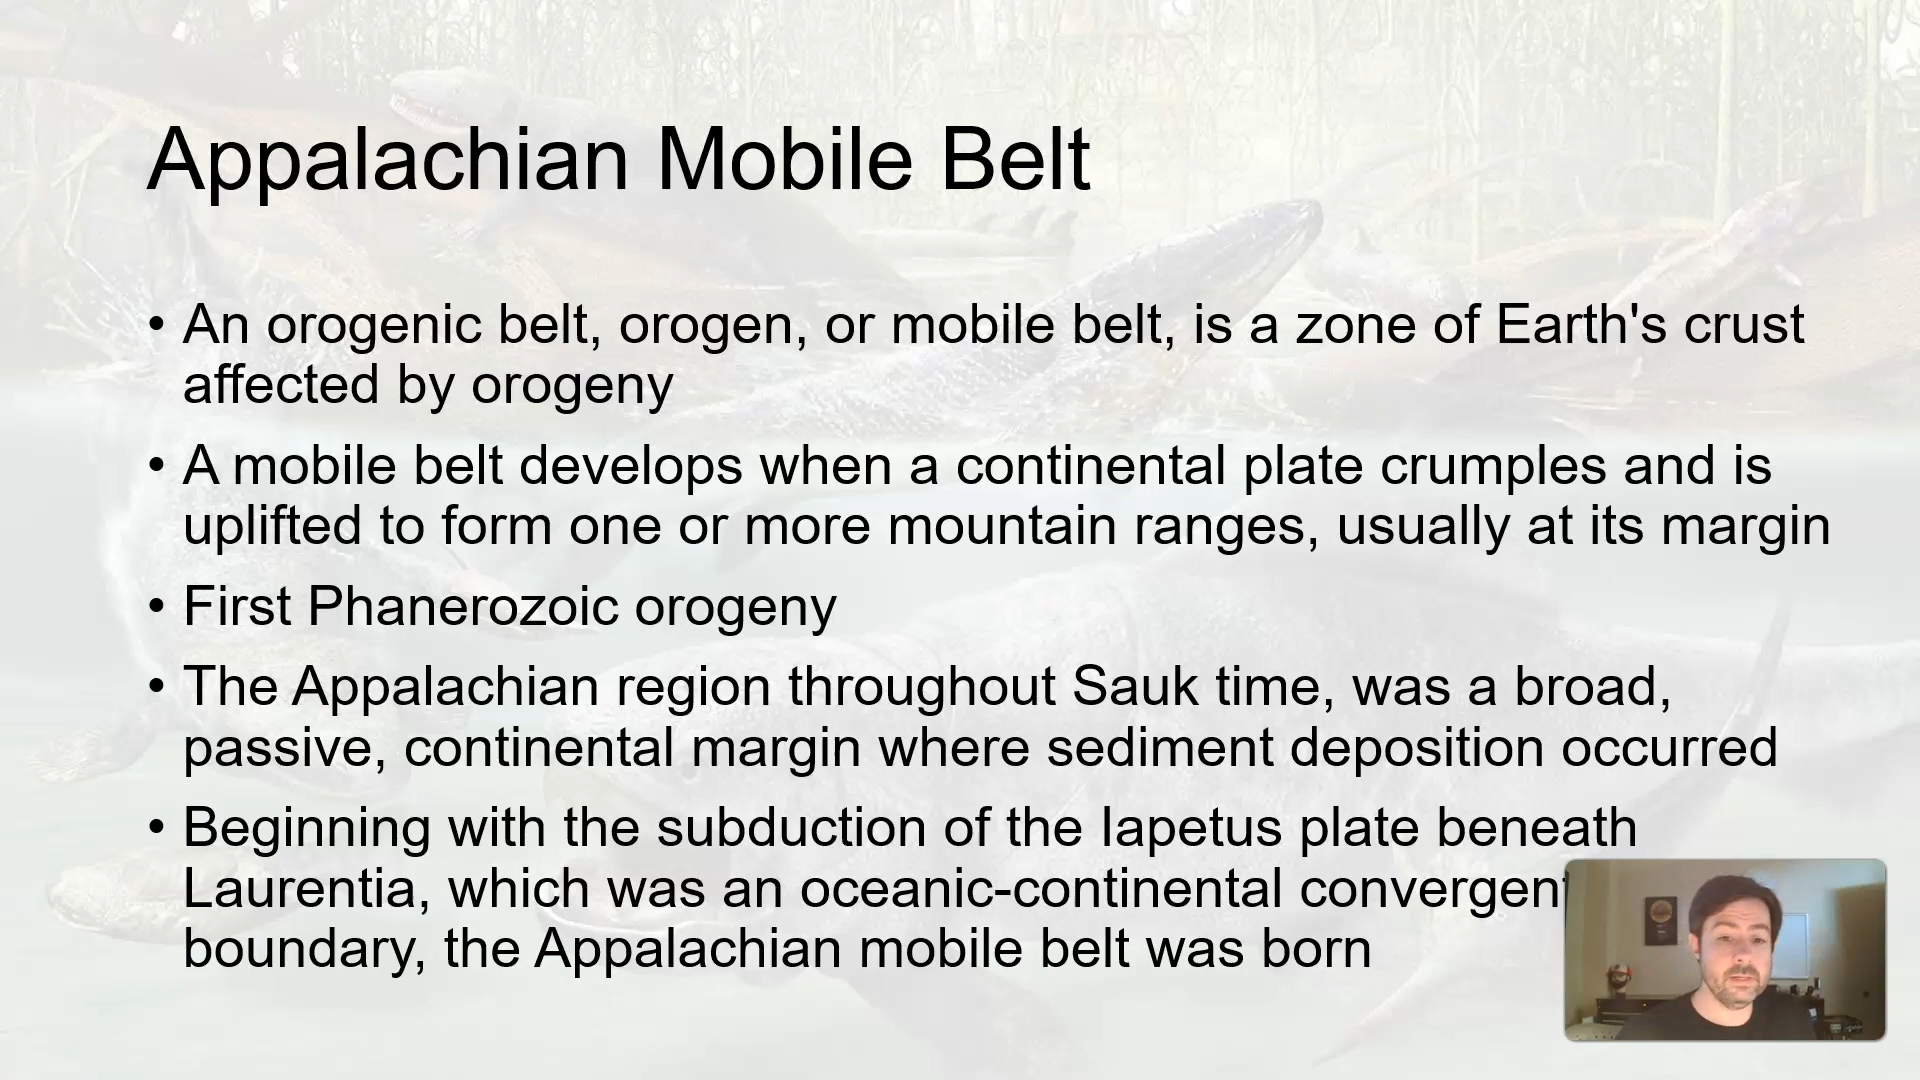 Appalachian Mobile Belt
• An orogenic belt, orogen, or mobile belt, is a zone of Earth's crust
affected by orogeny
• A mobile belt develops when a continental plate crumples and is
uplifted to form one or more mountain ranges, usually at its margin
• First Phanerozoic orogeny
• The Appalachian region throughout Sauk time, was a broad,
passive, continental margin where sediment deposition occurred
• Beginning with the subduction of the Iapetus plate beneath
Laurentia, which was an oceanic-continental convergent
boundary, the Appalachian mobile belt was born